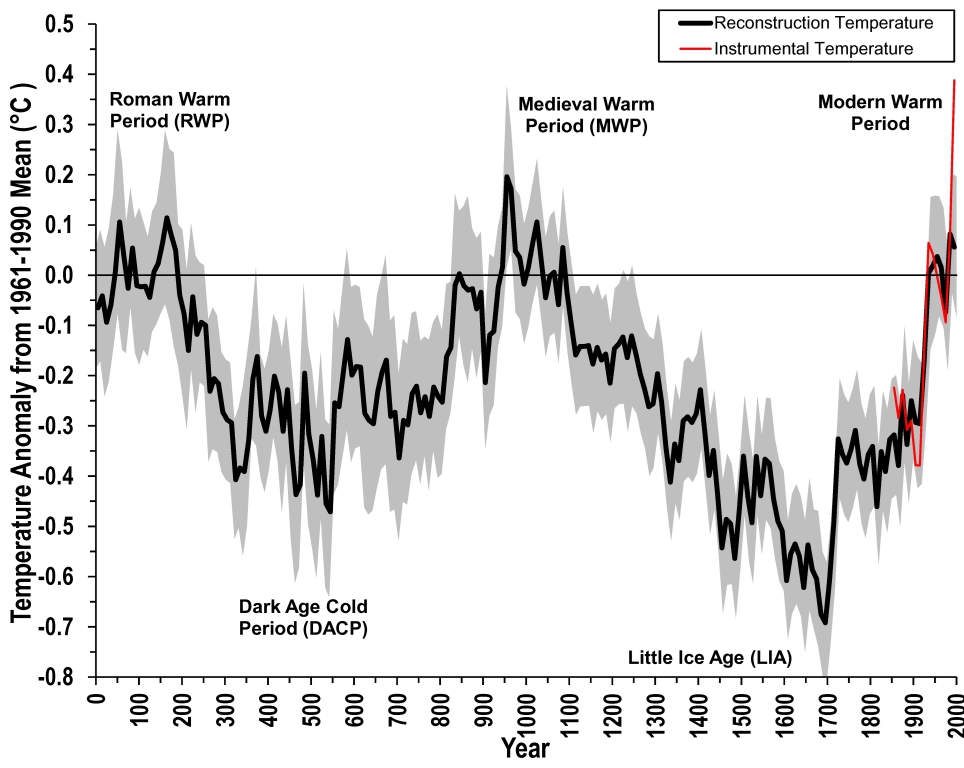 Reconstruction Temperature
Instrumental Temperature
Roman Warm
Period (RWP)
Medieval Warm
Period (MWP)
Modern Warm
Period
Dark Age Cold
Period (DACP)
Little Ice Age (LIA)
Temperature Anomaly from 1961-1990 Mean (°C )
0.5
0.4
0.3
0.2
0.1
0.0
-0.1
-0.2
-0.3
-0.4
-0.5
-0.6
-0.7
-0.8
0
100
200
300
400
500
600
700
800
900
1000
1100
1200
1300
1400
1500
1600
1700
1800
1900
2000
Year